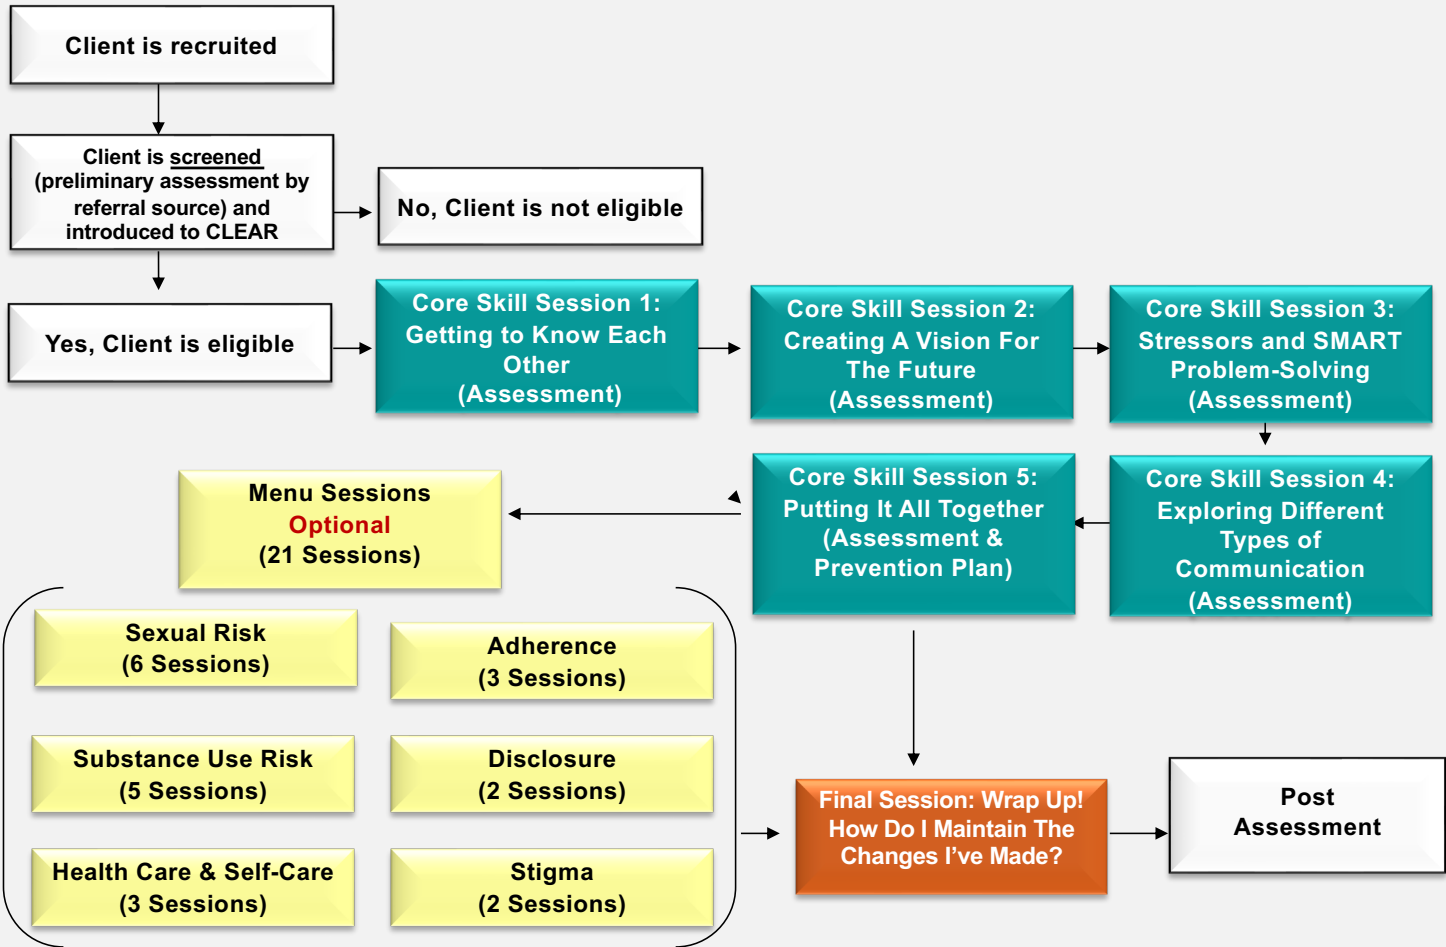 Client is recruited
Client is screened
(preliminary assessment by
referral source) and
introduced to CLEAR
No, Client is not eligible
Yes, Client is eligible
Core Skill Session 1:
Getting to Know Each
Other
(Assessment)
Core Skill Session 2:
Creating A Vision For
The Future
(Assessment)
Core Skill Session 3:
Stressors and SMART
Problem-Solving
(Assessment)
Core Skill Session 4:
Exploring Different
Types of
Communication
(Assessment)
Core Skill Session 5:
Putting It All Together
(Assessment &
Prevention Plan)
Menu Sessions
Optional
(21 Sessions)
Sexual Risk
(6 Sessions)
Adherence
(3 Sessions)
Substance Use Risk
(5 Sessions)
Disclosure
(2 Sessions)
Health Care & Self-Care
(3 Sessions)
Stigma
(2 Sessions)
Final Session: Wrap Up!
How Do I Maintain The
Changes I’ve Made?
Post
Assessment